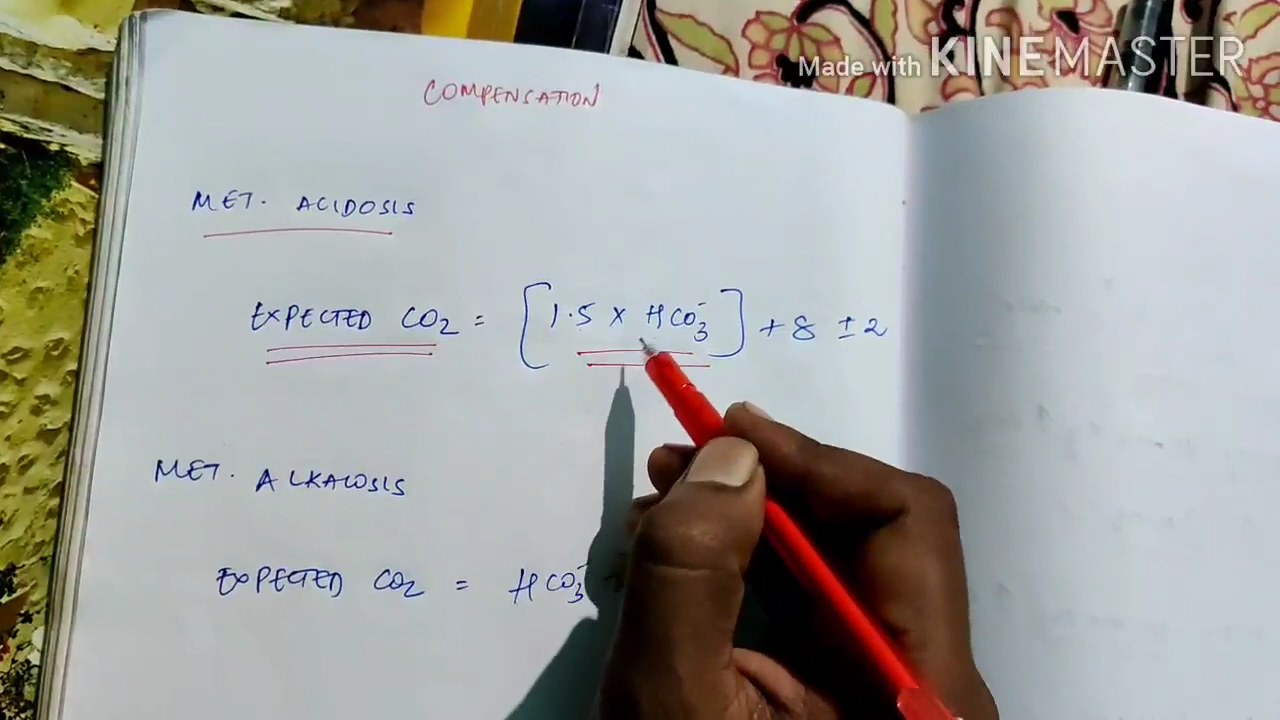 Made with KINEMASTER
COMPENSATION
MET. ACIDOSIS
EXPECTED CO₂ = [1.5 x HCO₃⁻] + 8 ± 2
MET. ALKALOSIS
EXPECTED CO₂ = HCO₃⁻